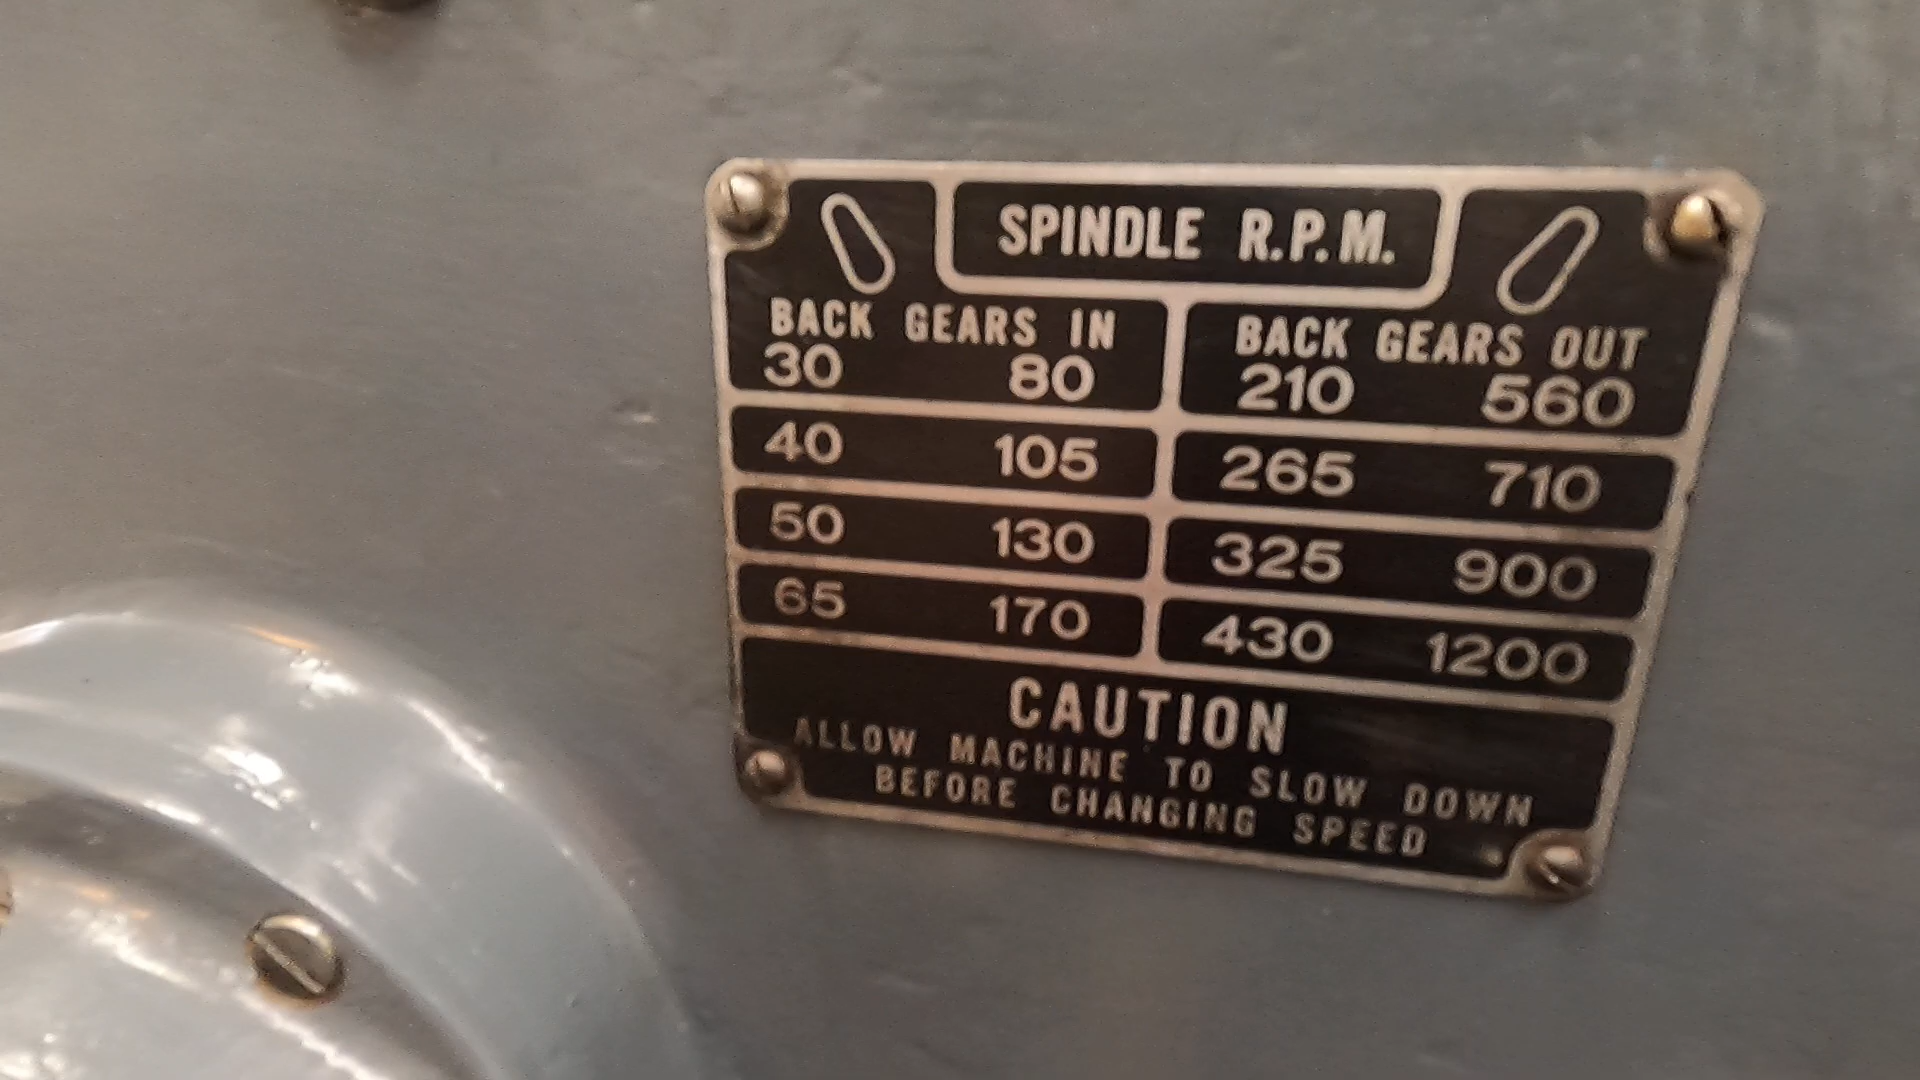 SPINDLE R.P.M.
BACK GEARS IN BACK GEARS OUT
30 80 210 560
40 105 265 710
50 130 325 900
65 170 430 1200
CAUTION
ALLOW MACHINE TO SLOW DOWN
BEFORE CHANGING SPEED